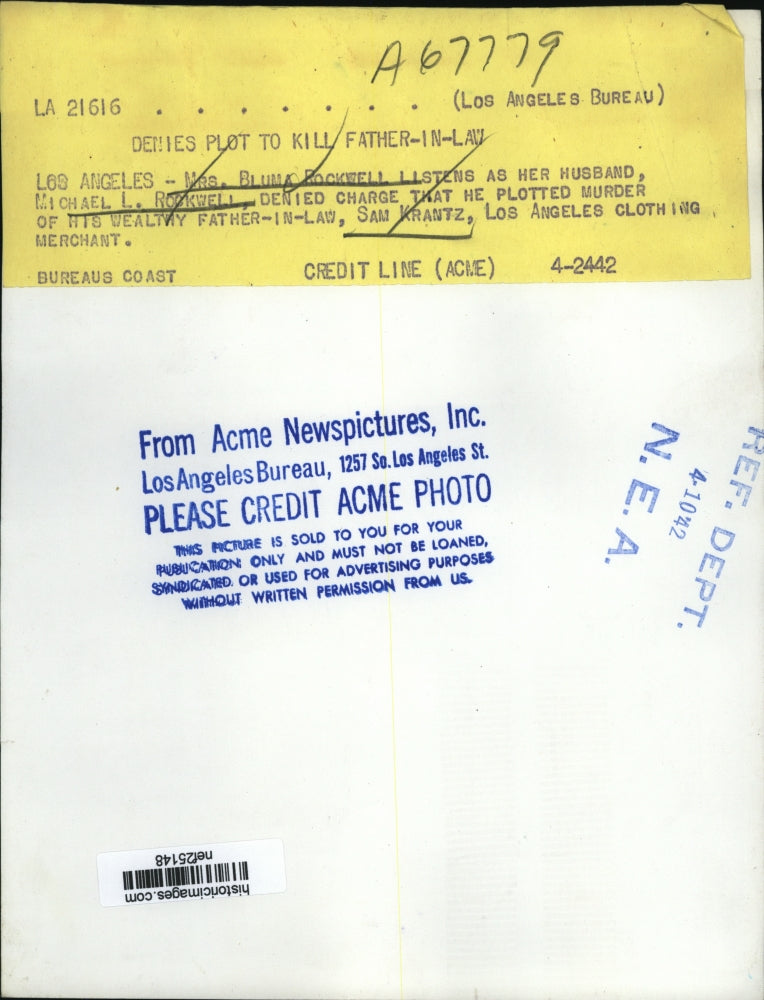 A67779
LA 21616 . . . . . . . . (LOS ANGELES BUREAU)
DENIES PLOT TO KILL FATHER-IN-LAW
LOS ANGELES - MRS. BLUMA ROCKWELL LISTENS AS HER HUSBAND,
MICHAEL L. ROCKWELL, DENIED CHARGE THAT HE PLOTTED MURDER
OF HIS WEALTHY FATHER-IN-LAW, SAM KRANTZ, LOS ANGELES CLOTHING
MERCHANT.
BUREAUS COAST CREDIT LINE (ACME) 4-2442
From Acme Newspictures, Inc.
Los Angeles Bureau, 1257 So. Los Angeles St.
PLEASE CREDIT ACME PHOTO
THIS PICTURE IS SOLD TO YOU FOR YOUR
PUBLICATION ONLY AND MUST NOT BE LOANED,
SYNDICATED, OR USED FOR ADVERTISING PURPOSES
WITHOUT WRITTEN PERMISSION FROM US.
REF. DEPT.
4-10-42
N. E. A.
historicimages.com
nef25148